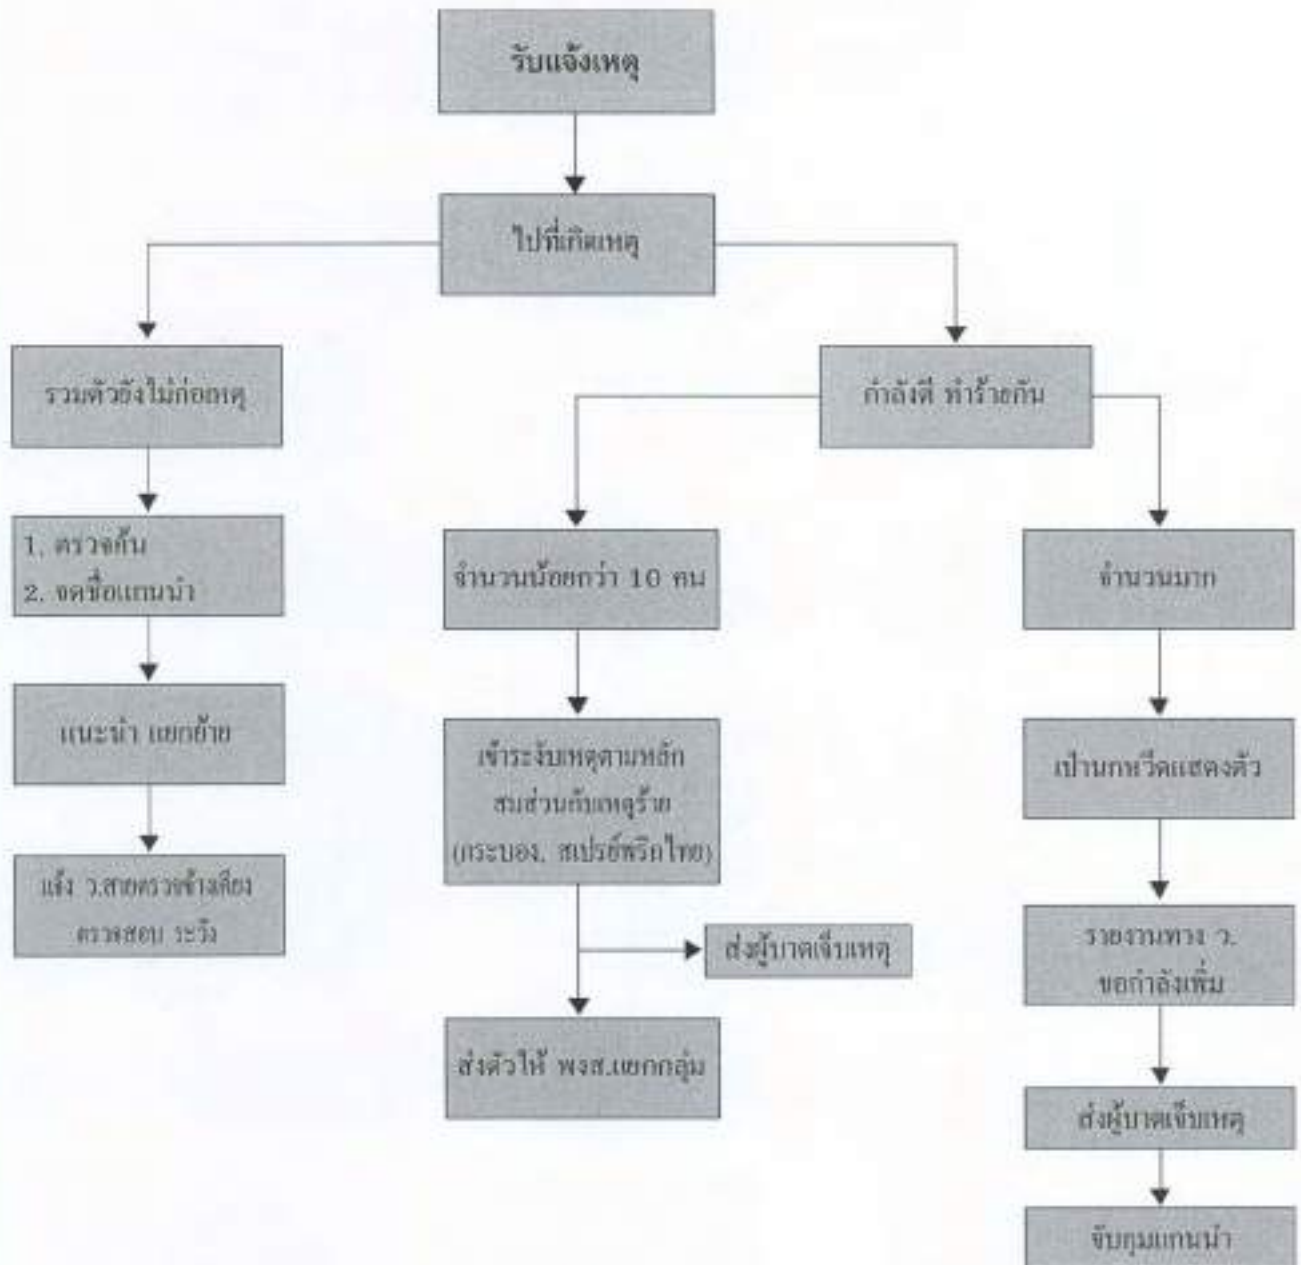 รับแจ้งเหตุ
ไปที่เกิดเหตุ
รวมตัวยังไม่ก่อเหตุ
กำลังตี ทำร้ายกัน
1. ตรวจค้น
2. จดชื่อแกนนำ
จำนวนน้อยกว่า 10 คน
จำนวนมาก
แนะนำ แยกย้าย
เข้าระงับเหตุตามหลัก
สมส่วนกับเหตุร้าย
(กระบอง, สเปรย์พริกไทย)
เป่านกหวีดแสดงตัว
แจ้ง ว.สายตรวจข้างเคียง
ตรวจสอบ ระวัง
ส่งผู้บาดเจ็บเหตุ
รายงานทาง ว.
ขอกำลังเพิ่ม
ส่งตัวให้ พงส.แยกกลุ่ม
ส่งผู้บาดเจ็บเหตุ
จับกุมแกนนำ